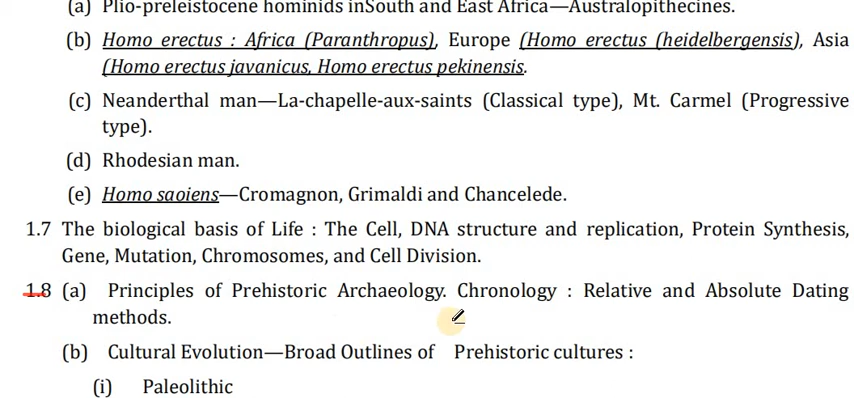 (a) Plio-preleistocene hominids inSouth and East Africa—Australopithecines.
(b) Homo erectus : Africa (Paranthropus), Europe (Homo erectus (heidelbergensis), Asia
(Homo erectus javanicus, Homo erectus pekinensis.
(c) Neanderthal man—La-chapelle-aux-saints (Classical type), Mt. Carmel (Progressive
type).
(d) Rhodesian man.
(e) Homo saoiens—Cromagnon, Grimaldi and Chancelede.
1.7 The biological basis of Life : The Cell, DNA structure and replication, Protein Synthesis,
Gene, Mutation, Chromosomes, and Cell Division.
1.8 (a) Principles of Prehistoric Archaeology. Chronology : Relative and Absolute Dating
methods.
(b) Cultural Evolution—Broad Outlines of Prehistoric cultures :
(i) Paleolithic